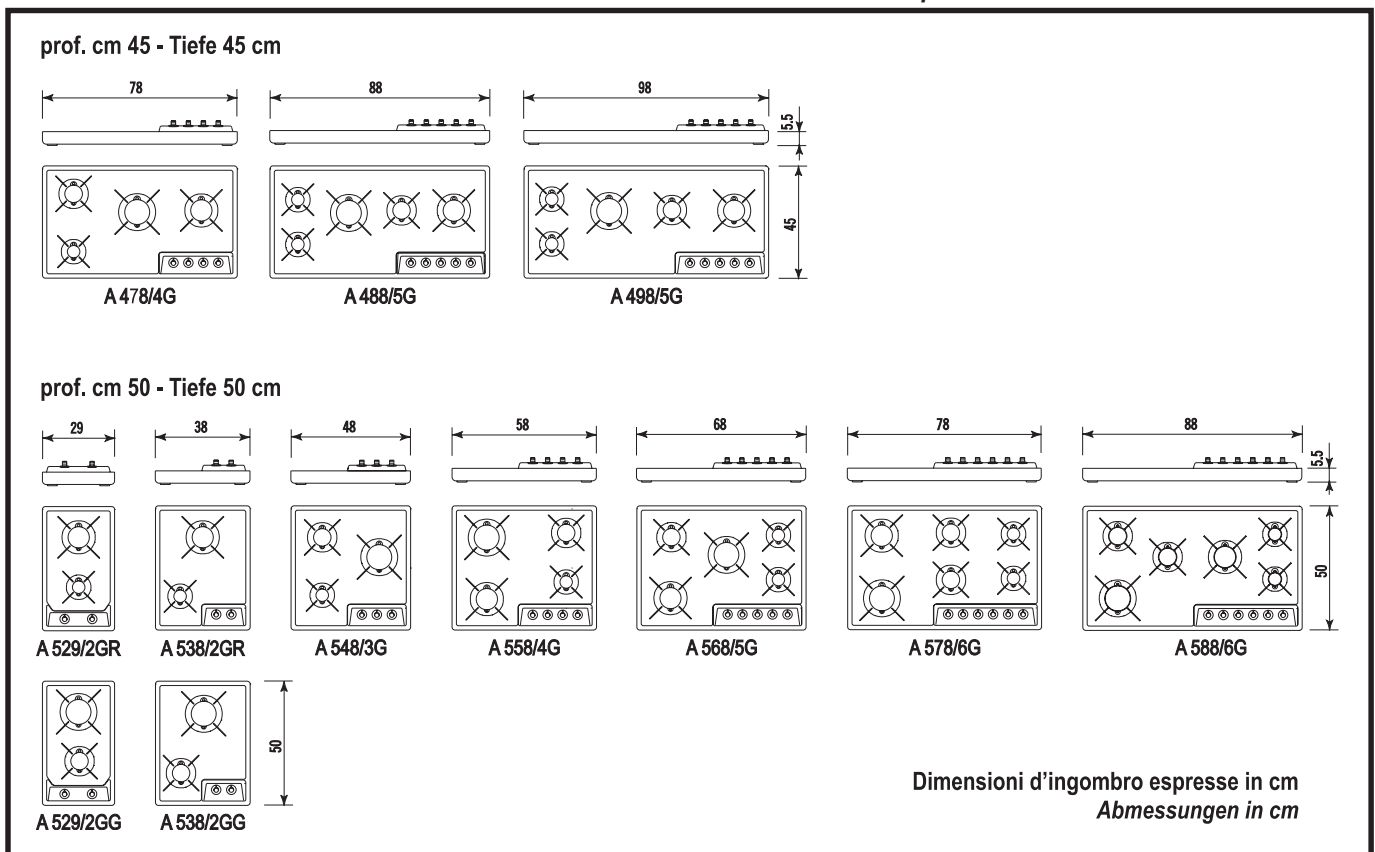 prof. cm 45 - Tiefe 45 cm
78 88 98
5.5
45
A 478/4G A 488/5G A 498/5G
prof. cm 50 - Tiefe 50 cm
29 38 48 58 68 78 88
5.5
50
A 529/2GR A 538/2GR A 548/3G A 558/4G A 568/5G A 578/6G A 588/6G
50
A 529/2GG A 538/2GG
Dimensioni d’ingombro espresse in cm
Abmessungen in cm